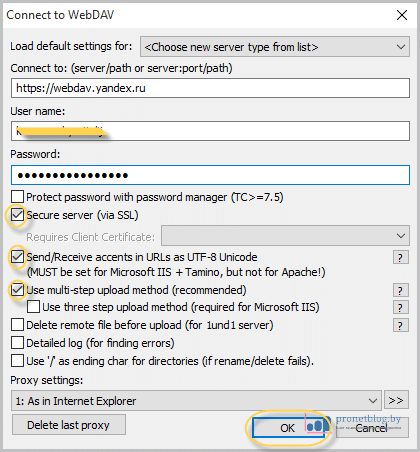 Connect to WebDAV
Load default settings for: <Choose new server type from list>
Connect to: (server/path or server:port/path)
https://webdav.yandex.ru
User name:
Password:
••••••••••••••••
Protect password with password manager (TC>=7.5)
Secure server (via SSL)
Requires Client Certificate:
Send/Receive accents in URLs as UTF-8 Unicode ?
(MUST be set for Microsoft IIS + Tamino, but not for Apache!)
Use multi-step upload method (recommended) ?
Use three step upload method (required for Microsoft IIS) ?
Delete remote file before upload (for 1und1 server) ?
Detailed log (for finding errors)
Use '/' as ending char for directories (if rename/delete fails).
Proxy settings:
1: As in Internet Explorer >>
Delete last proxy OK Cancel
pronetblog.by